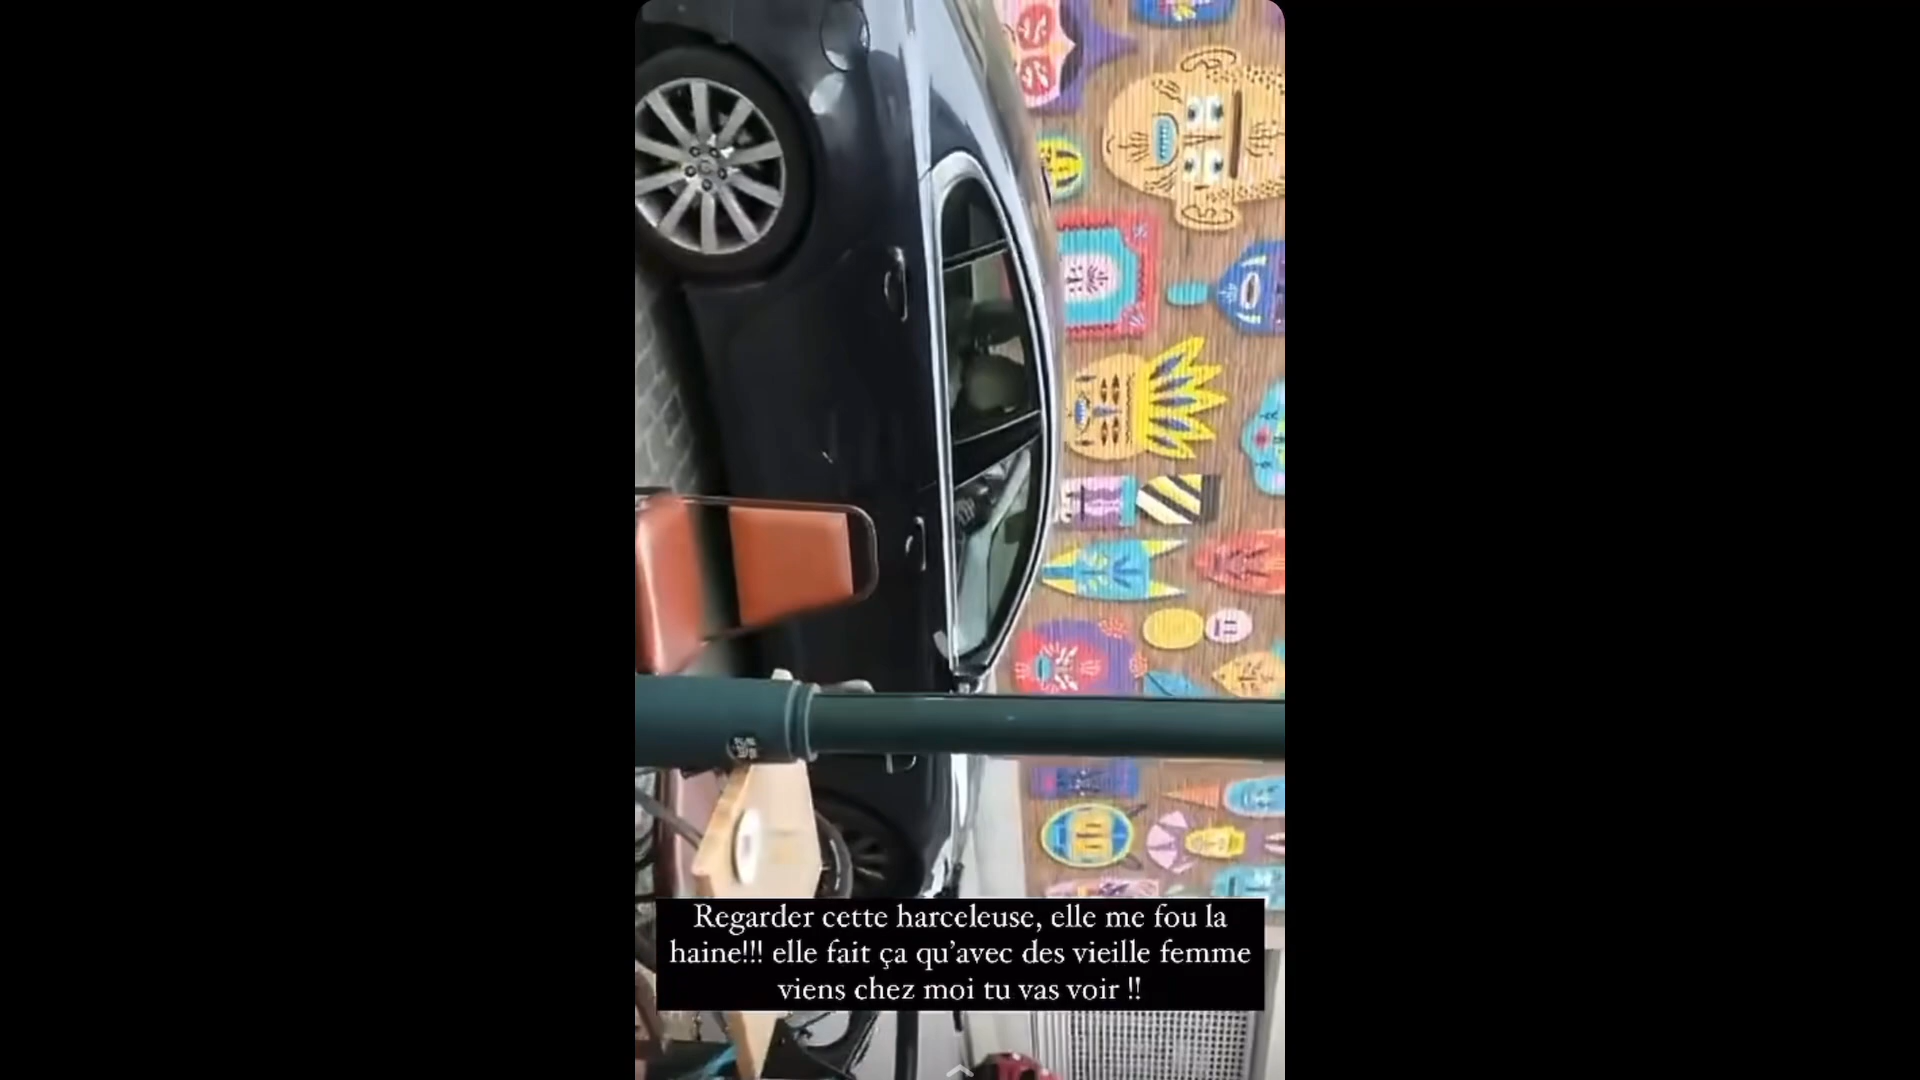 Regarder cette harceleuse, elle me fou la
haine!!! elle fait ça qu'avec des vieille femme
viens chez moi tu vas voir !!